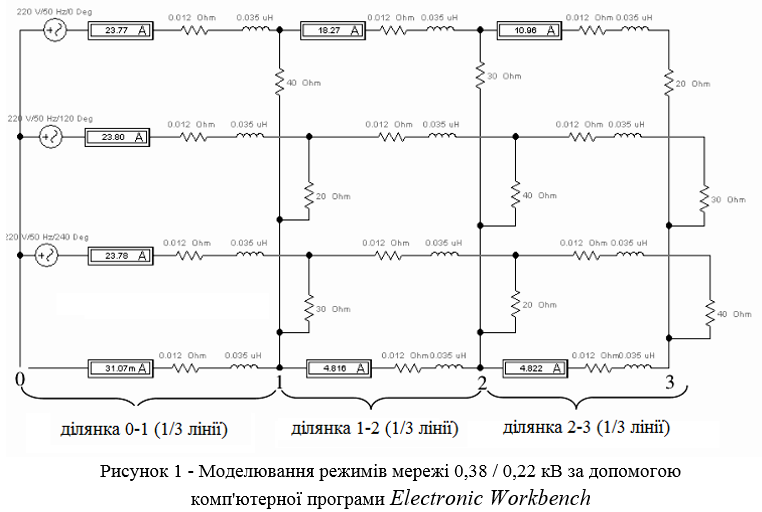 220 V/50 Hz/0 Deg
23.77 A
0.012 Ohm 0.035 uH
18.27 A
0.012 Ohm 0.035 uH
10.96 A
0.012 Ohm 0.035 uH
40 Ohm
30 Ohm
20 Ohm
220 V/50 Hz/120 Deg
23.80 A
0.012 Ohm 0.035 uH
0.012 Ohm 0.035 uH
0.012 Ohm 0.035 uH
20 Ohm
40 Ohm
30 Ohm
220 V/50 Hz/240 Deg
23.78 A
0.012 Ohm 0.035 uH
0.012 Ohm 0.035 uH
0.012 Ohm 0.035 uH
30 Ohm
20 Ohm
40 Ohm
31.07m A
0.012 Ohm 0.035 uH
4.816 A
0.012 Ohm 0.035 uH
4.822 A
0.012 Ohm 0.035 uH
0 1 2 3
ділянка 0-1 (1/3 лінії) ділянка 1-2 (1/3 лінії) ділянка 2-3 (1/3 лінії)
Рисунок 1 - Моделювання режимів мережі 0,38 / 0,22 кВ за допомогою
комп'ютерної програми Electronic Workbench